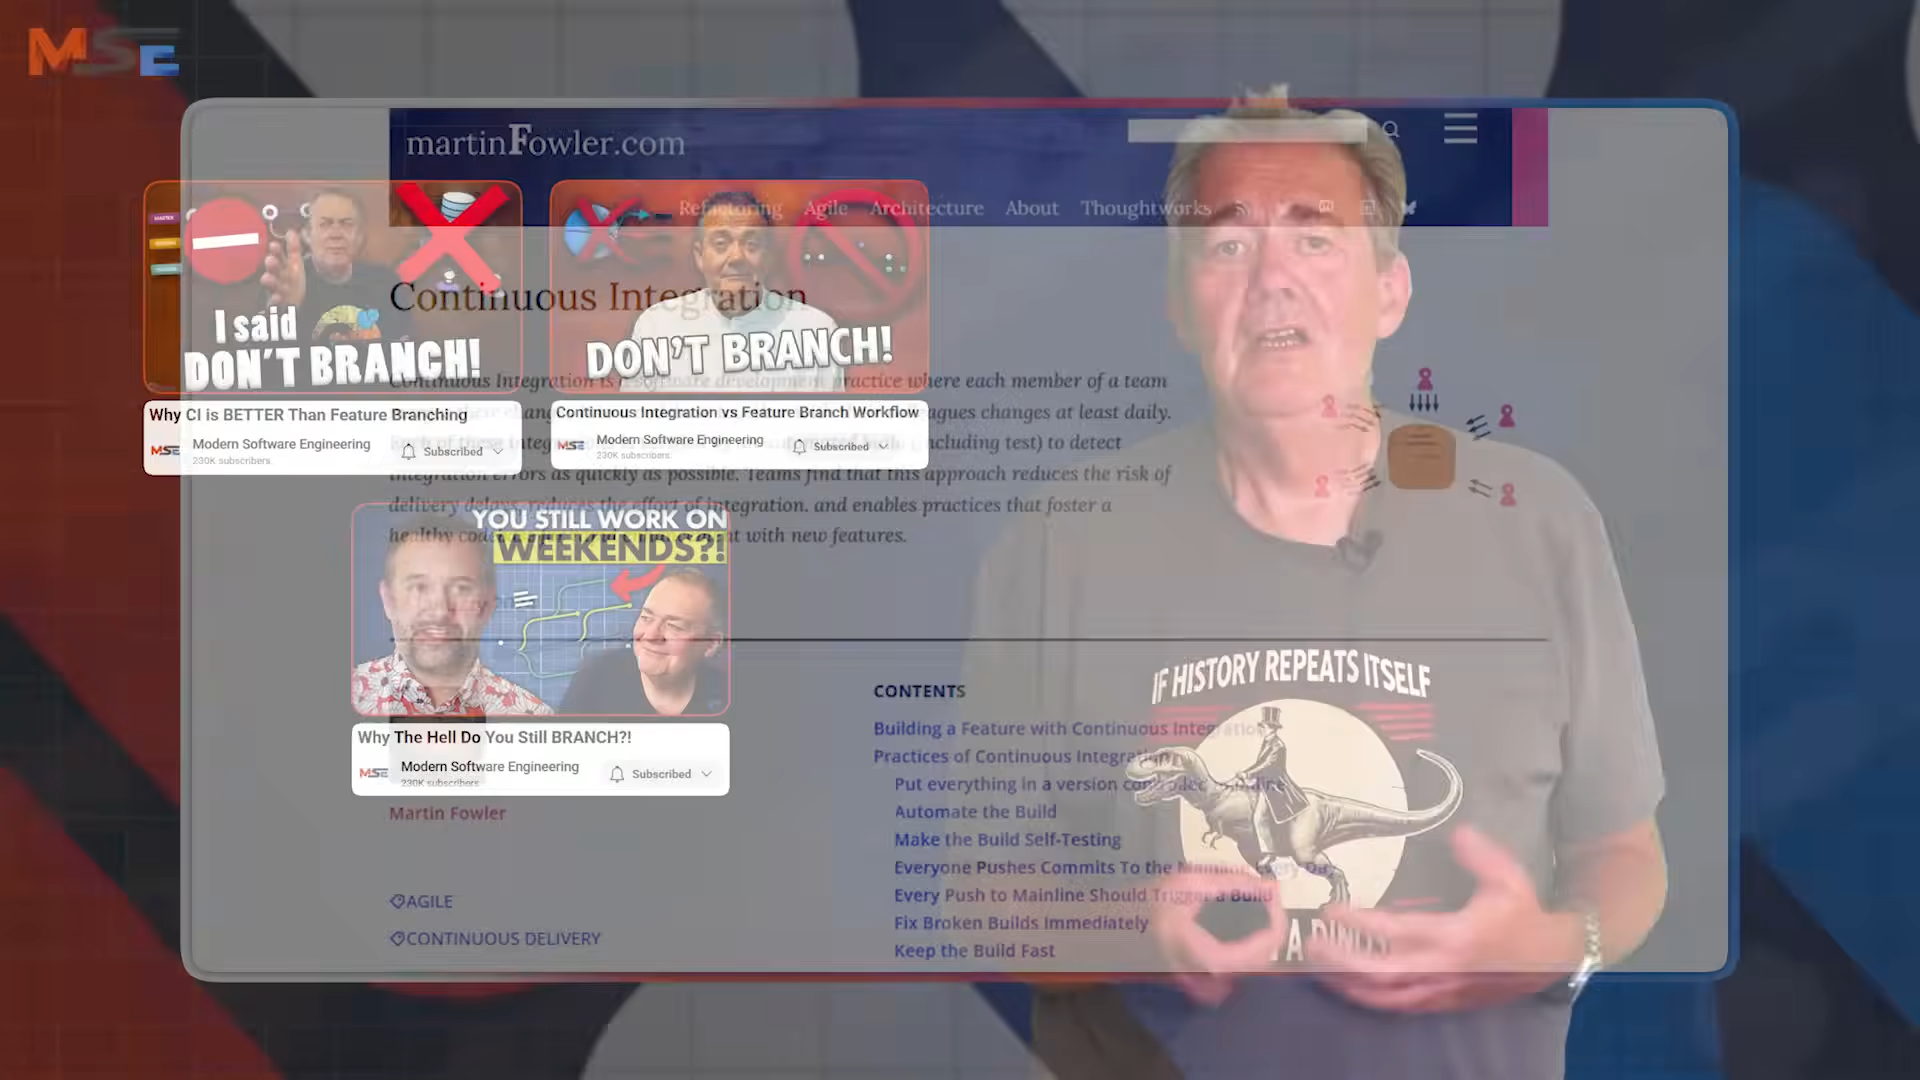 MSE
martinFowler.com
Refactoring Agile Architecture About Thoughtworks
I said
DON'T BRANCH!
Why CI is BETTER Than Feature Branching
MSE Modern Software Engineering
230K subscribers
Subscribed
DON'T BRANCH!
Continuous Integration vs Feature Branch Workflow
MSE Modern Software Engineering
230K subscribers
Subscribed
Continuous Integration
Continuous Integration is a software development practice where each member of a team
changes at least daily.
(including test) to detect
integration errors as quickly as possible. Teams find that this approach reduces the risk of
delivery delays, reduces the effort of integration, and enables practices that foster a
healthy with new features.
YOU STILL WORK ON
WEEKENDS?!
Why The Hell Do You Still BRANCH?!
MSE Modern Software Engineering
230K subscribers
Subscribed
Martin Fowler
AGILE
CONTINUOUS DELIVERY
CONTENTS
Building a Feature with Continuous Integration
Practices of Continuous Integration
Put everything in a version controlled mainline
Automate the Build
Make the Build Self-Testing
Everyone Pushes Commits To the Mainline Every Day
Every Push to Mainline Should Trigger a Build
Fix Broken Builds Immediately
Keep the Build Fast
IF HISTORY REPEATS ITSELF
A DINOS